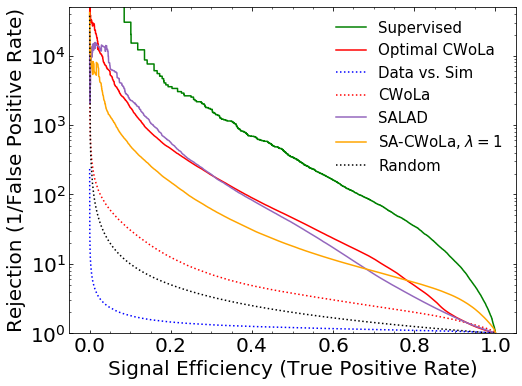 Rejection (1/False Positive Rate)
10⁴
10³
10²
10¹
10⁰
Supervised
Optimal CWoLa
Data vs. Sim
CWoLa
SALAD
SA-CWoLa, λ = 1
Random
0.0 0.2 0.4 0.6 0.8 1.0
Signal Efficiency (True Positive Rate)